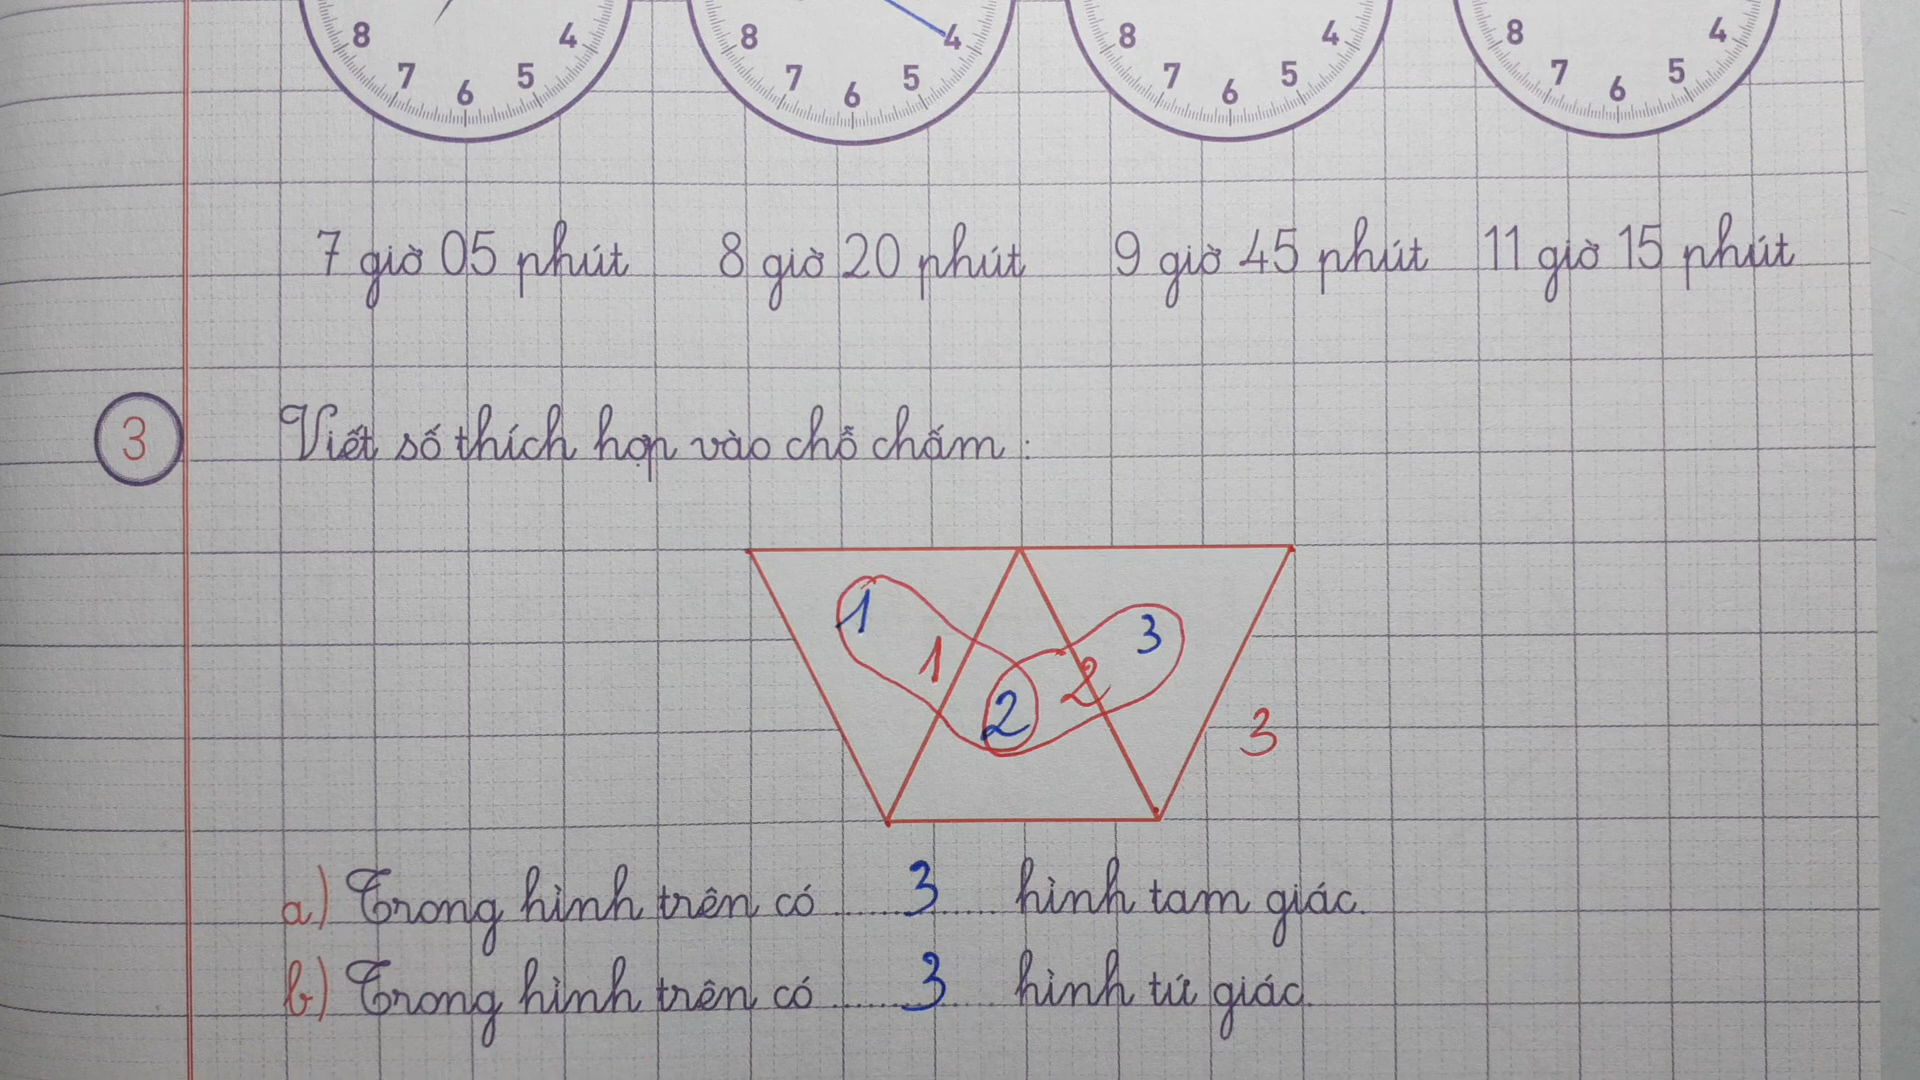 8 4 8 4 8 4 8 4
7 5 7 5 7 5 7 5
6 6 6 6
7 giờ 05 phút 8 giờ 20 phút 9 giờ 45 phút 11 giờ 15 phút
3 Viết số thích hợp vào chỗ chấm :
1 3
1 2
2 3
a) Trong hình trên có ...... 3 ...... hình tam giác.
b) Trong hình trên có ...... 3 ...... hình tứ giác.